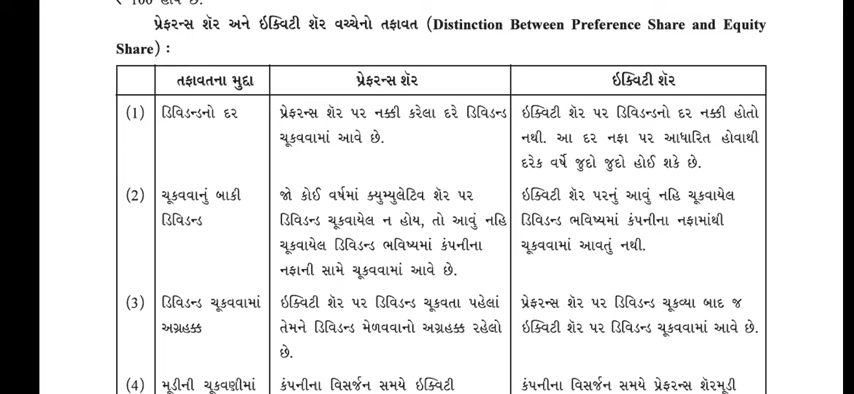 ₹ 100 હોય છે.
પ્રેફરન્સ શૅર અને ઇક્વિટી શૅર વચ્ચેનો તફાવત (Distinction Between Preference Share and Equity
Share) :
તફાવતના મુદ્દા પ્રેફરન્સ શૅર ઇક્વિટી શૅર
(1) ડિવિડન્ડનો દર
પ્રેફરન્સ શૅર પર નક્કી કરેલા દરે ડિવિડન્ડ
ચૂકવવામાં આવે છે.
ઇક્વિટી શૅર પર ડિવિડન્ડનો દર નક્કી હોતો
નથી. આ દર નફા પર આધારિત હોવાથી
દરેક વર્ષે જુદો જુદો હોઈ શકે છે.
(2) ચૂકવવાનું બાકી
ડિવિડન્ડ
જો કોઈ વર્ષમાં ક્યુમ્યુલેટિવ શૅર પર
ડિવિડન્ડ ચૂકવાયેલ ન હોય, તો આવું નહિ
ચૂકવાયેલ ડિવિડન્ડ ભવિષ્યમાં કંપનીના
નફાની સામે ચૂકવવામાં આવે છે.
ઇક્વિટી શૅર પરનું આવું નહિ ચૂકવાયેલ
ડિવિડન્ડ ભવિષ્યમાં કંપનીના નફામાંથી
ચૂકવવામાં આવતું નથી.
(3) ડિવિડન્ડ ચૂકવવામાં
અગ્રહક્ક
ઇક્વિટી શૅર પર ડિવિડન્ડ ચૂકવતા પહેલાં
તેમને ડિવિડન્ડ મેળવવાનો અગ્રહક્ક રહેલો
છે.
પ્રેફરન્સ શૅર પર ડિવિડન્ડ ચૂકવ્યા બાદ જ
ઇક્વિટી શૅર પર ડિવિડન્ડ ચૂકવવામાં આવે છે.
(4) મૂડીની ચૂકવણીમાં
કંપનીના વિસર્જન સમયે ઇક્વિટી
કંપનીના વિસર્જન સમયે પ્રેફરન્સ શૅરમૂડી